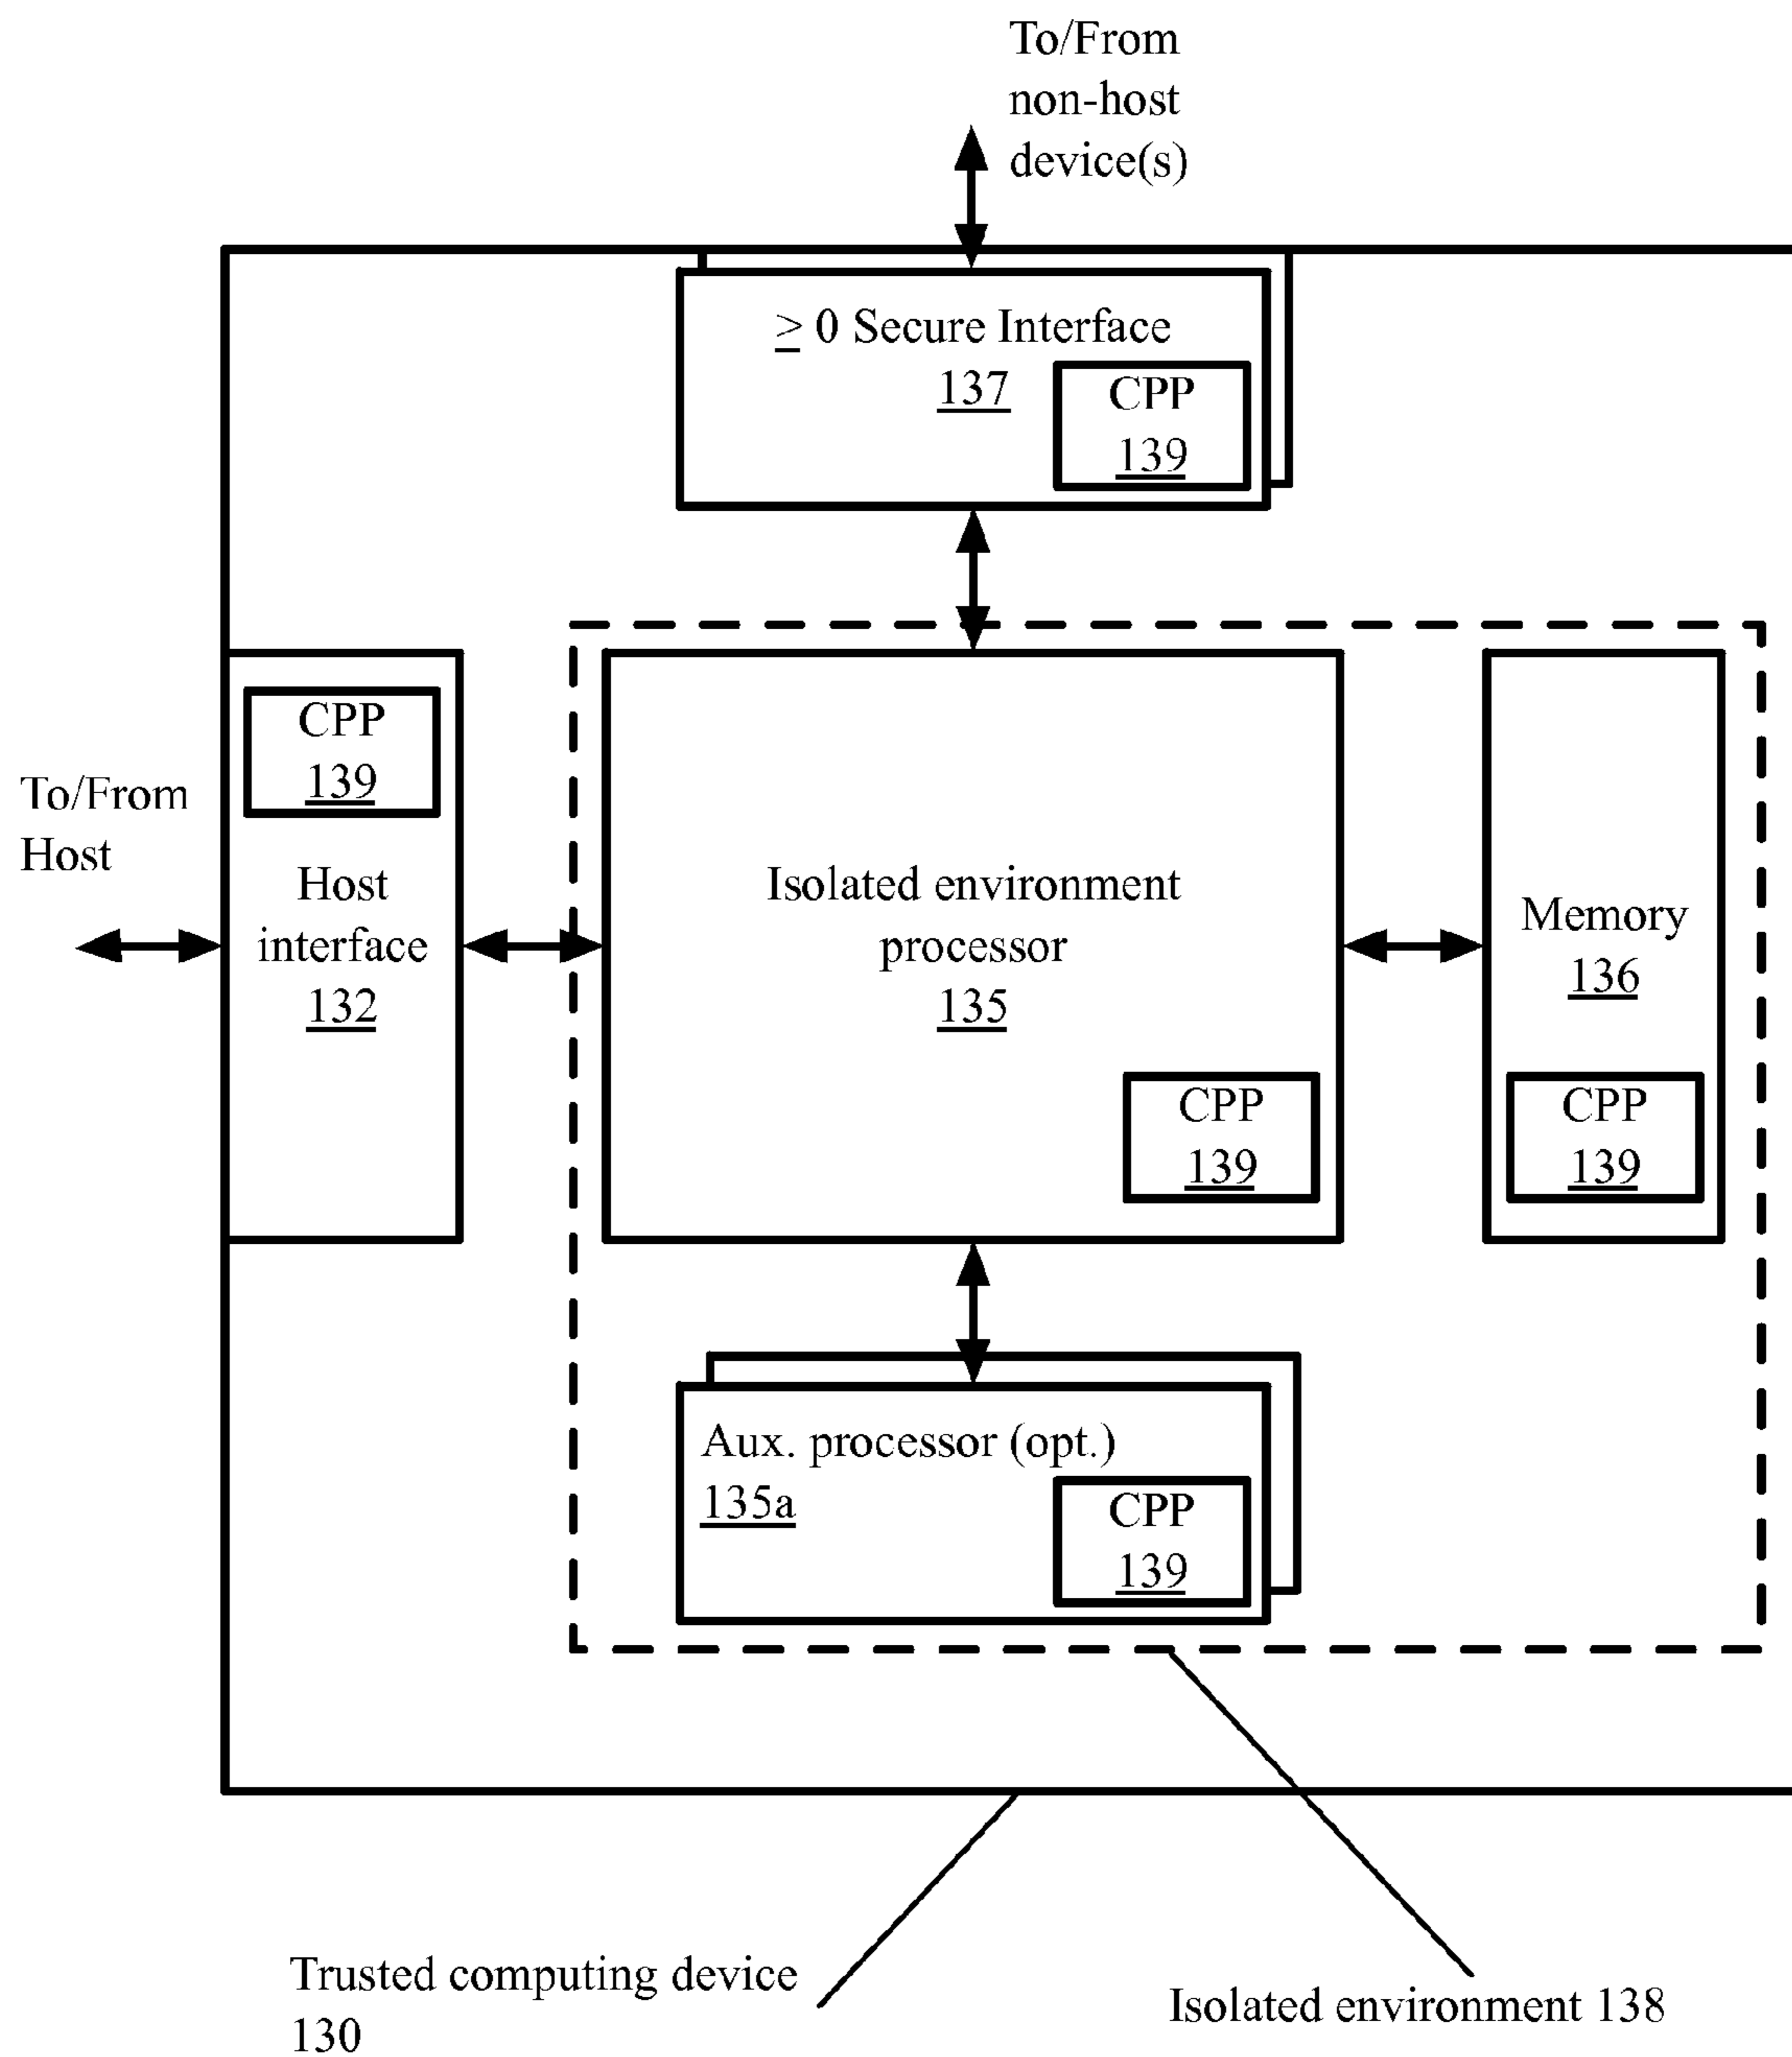 To/From
non-host
device(s)
≥ 0 Secure Interface
137
CPP
139
CPP
139
To/From
Host
Host
interface
132
Isolated environment
processor
135
CPP
139
Memory
136
CPP
139
Aux. processor (opt.)
135a
CPP
139
Trusted computing device
130
Isolated environment 138